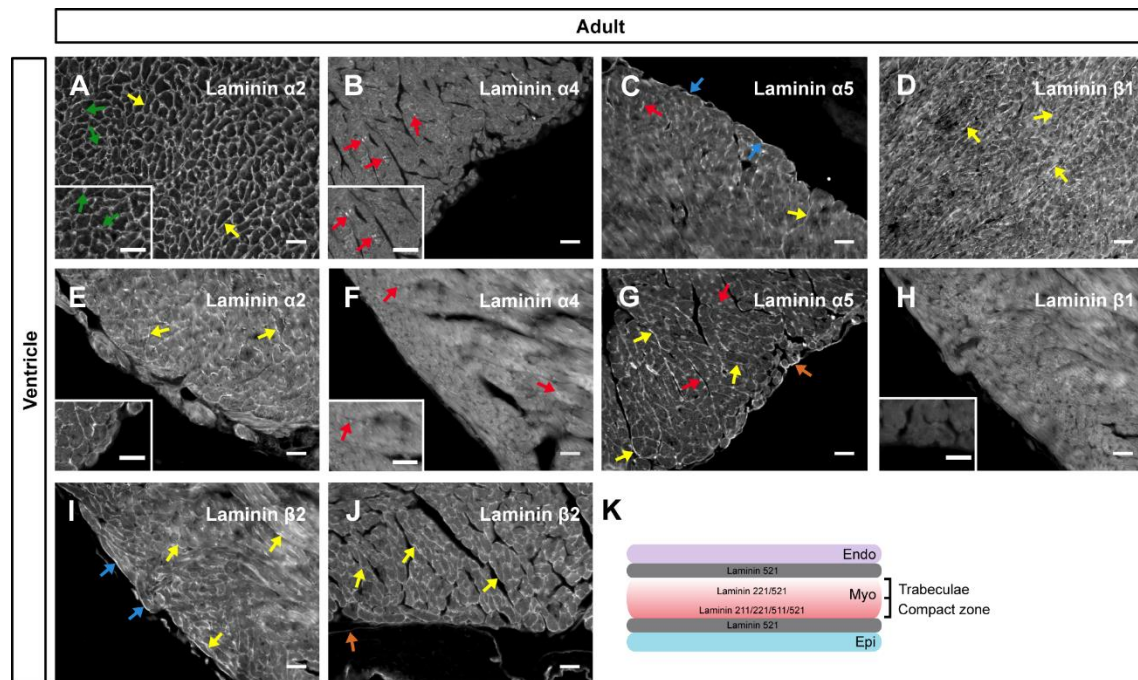 Adult
Ventricle
A Laminin α2
B Laminin α4
C Laminin α5
D Laminin β1
E Laminin α2
F Laminin α4
G Laminin α5
H Laminin β1
I Laminin β2
J Laminin β2
K
Endo
Laminin 521
Laminin 221/521
Myo
Trabeculae
Laminin 211/221/511/521
Compact zone
Laminin 521
Epi